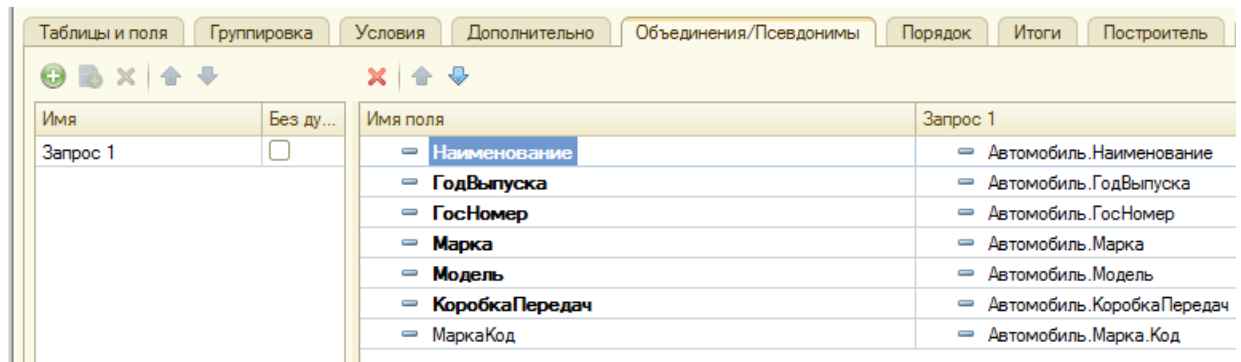 Таблицы и поля Группировка Условия Дополнительно Объединения/Псевдонимы Порядок Итоги Построитель
Имя Без ду... Имя поля Запрос 1
Запрос 1 Наименование Автомобиль.Наименование
ГодВыпуска Автомобиль.ГодВыпуска
ГосНомер Автомобиль.ГосНомер
Марка Автомобиль.Марка
Модель Автомобиль.Модель
КоробкаПередач Автомобиль.КоробкаПередач
МаркаКод Автомобиль.Марка.Код